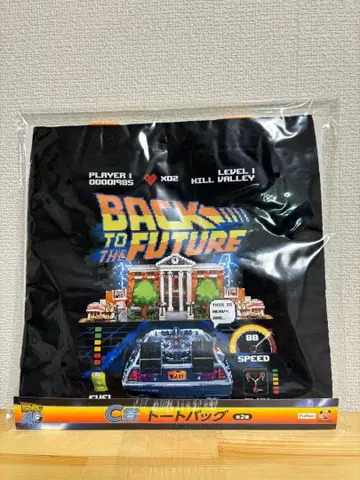 PLAYER 1
00001985
X02
LEVEL 1
HILL VALLEY
BACK
TO
THE FUTURE
THIS IS
HEAVY,
DOC...
88
SPEED
FUEL
C賞 トートバッグ 全2種
FuRyu